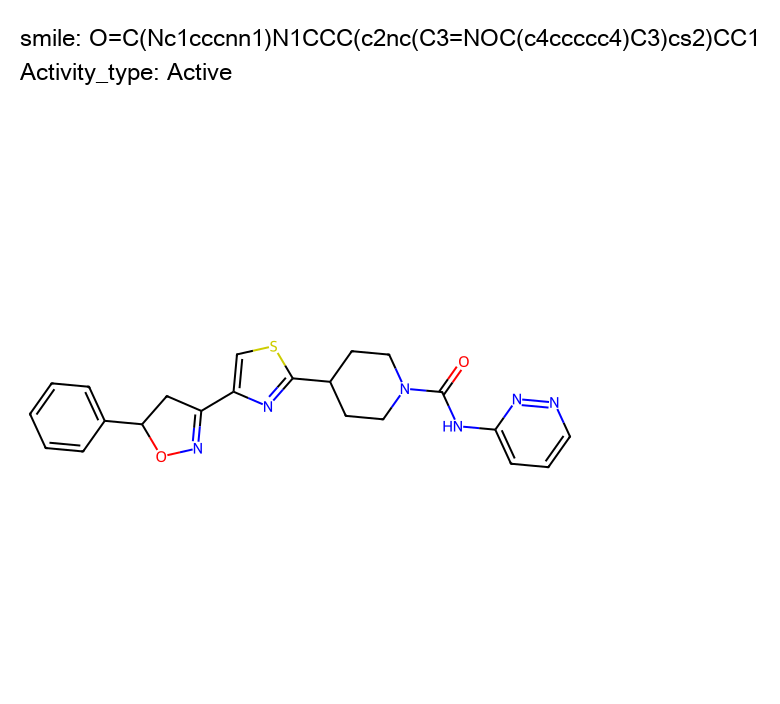 smile: O=C(Nc1cccnn1)N1CCC(c2nc(C3=NOC(c4ccccc4)C3)cs2)CC1
Activity_type: Active
S
O
N
N
N
N
HN
N
O